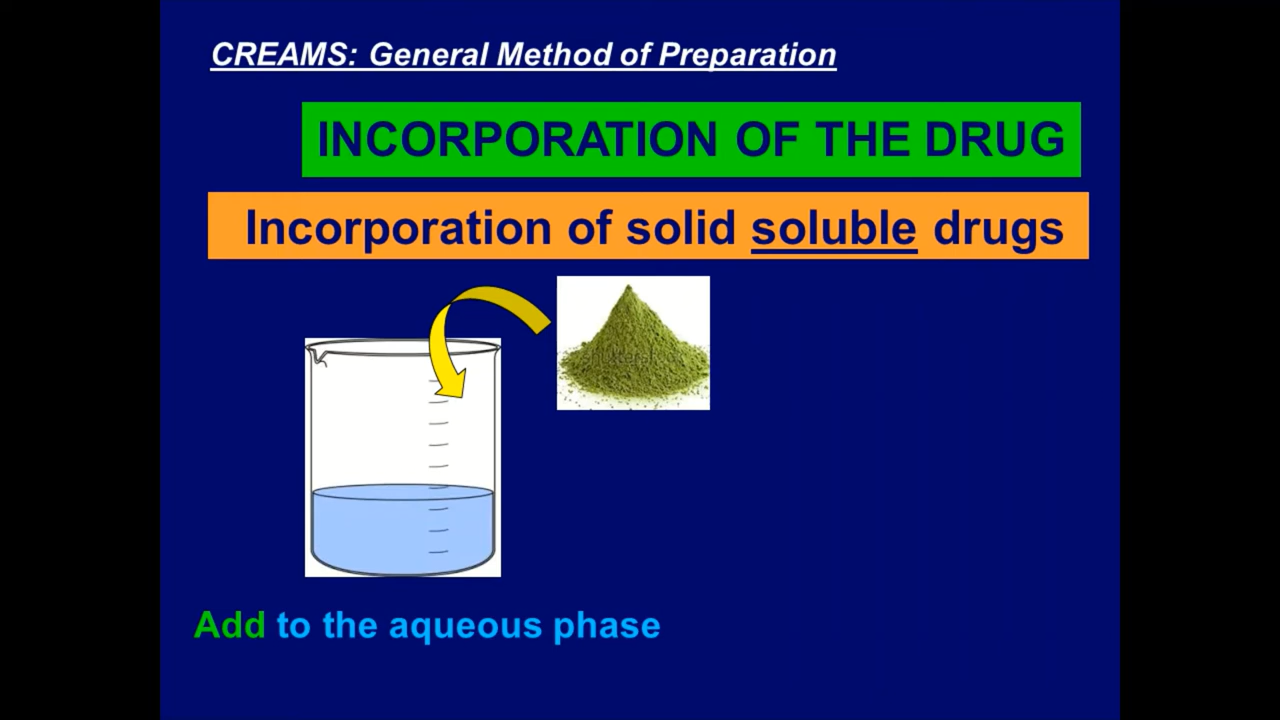 CREAMS: General Method of Preparation
INCORPORATION OF THE DRUG
Incorporation of solid soluble drugs
Add to the aqueous phase